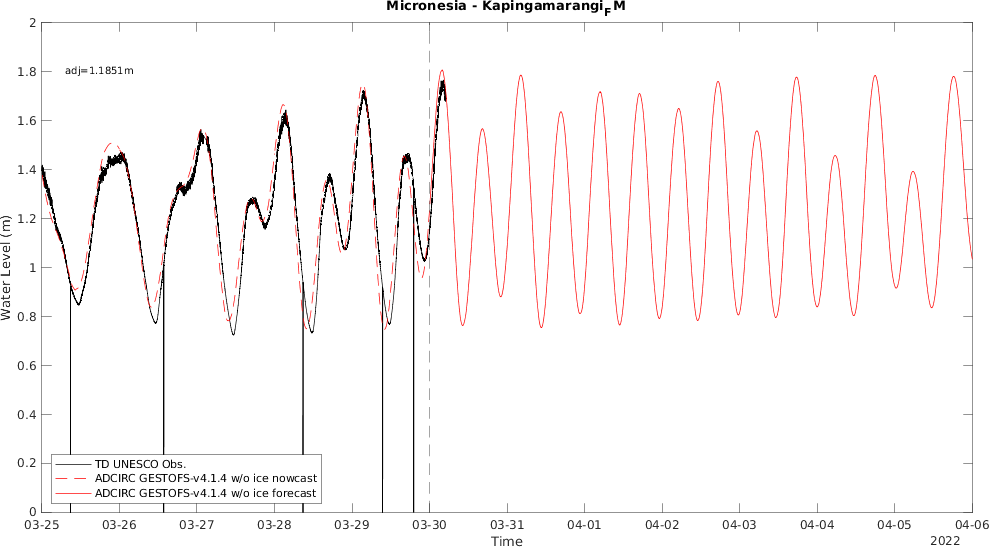 Micronesia - Kapingamarangi_FM
2
1.8
adj=1.1851m
1.6
1.4
1.2
1
0.8
0.6
0.4
0.2
0
Water Level (m)
TD UNESCO Obs.
ADCIRC GESTOFS-v4.1.4 w/o ice nowcast
ADCIRC GESTOFS-v4.1.4 w/o ice forecast
03-25 03-26 03-27 03-28 03-29 03-30 03-31 04-01 04-02 04-03 04-04 04-05 04-06
Time
2022